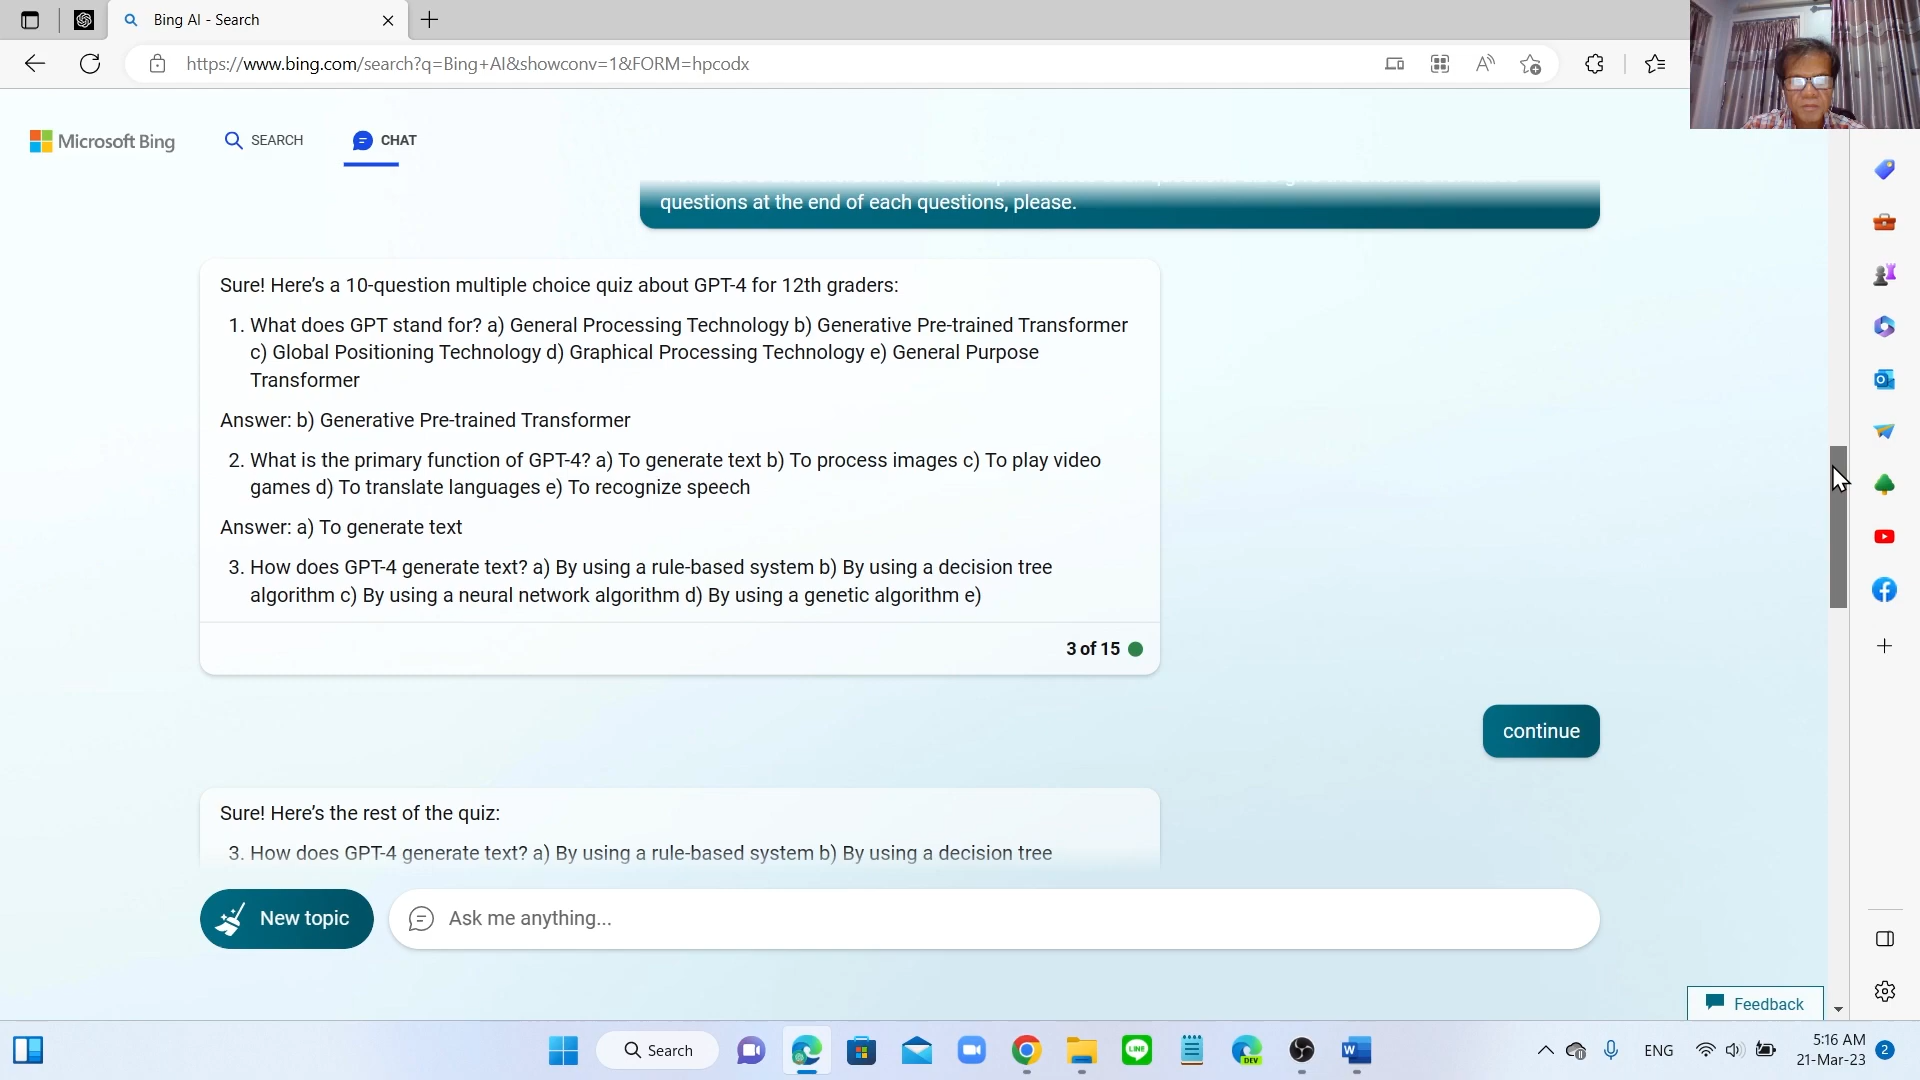 Bing AI - Search
https://www.bing.com/search?q=Bing+AI&showconv=1&FORM=hpcodx
Microsoft Bing
SEARCH
CHAT
questions at the end of each questions, please.
Sure! Here’s a 10-question multiple choice quiz about GPT-4 for 12th graders:
1. What does GPT stand for? a) General Processing Technology b) Generative Pre-trained Transformer
c) Global Positioning Technology d) Graphical Processing Technology e) General Purpose
Transformer
Answer: b) Generative Pre-trained Transformer
2. What is the primary function of GPT-4? a) To generate text b) To process images c) To play video
games d) To translate languages e) To recognize speech
Answer: a) To generate text
3. How does GPT-4 generate text? a) By using a rule-based system b) By using a decision tree
algorithm c) By using a neural network algorithm d) By using a genetic algorithm e)
3 of 15
continue
Sure! Here’s the rest of the quiz:
3. How does GPT-4 generate text? a) By using a rule-based system b) By using a decision tree
New topic
Ask me anything...
Feedback
Search
LINE
DEV
W
ENG
5:16 AM
21-Mar-23
2